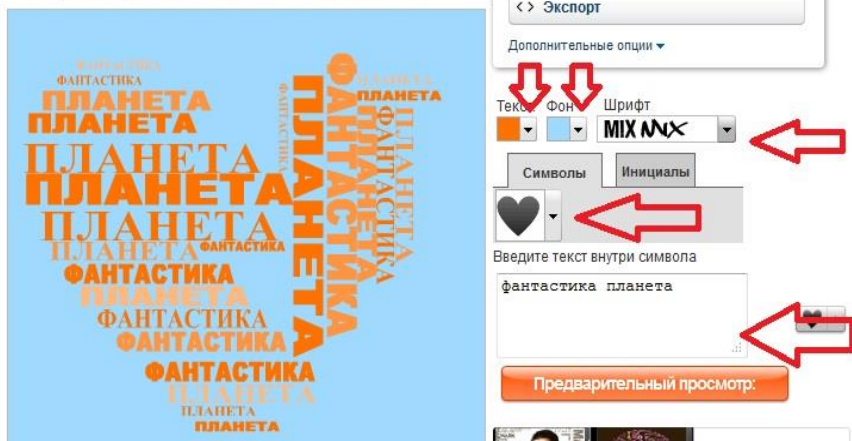 <> Экспорт
Дополнительные опции
Текст Фон Шрифт
MIX MIX
Символы Инициалы
Введите текст внутри символа
фантастика планета
Предварительный просмотр:
ФАНТАСТИКА
ФАНТАСТИКА
ПЛАНЕТА
ПЛАНЕТА
ПЛАНЕТА
ПЛАНЕТА
ПЛАНЕТА
ПЛАНЕТА
ФАНТАСТИКА
ФАНТАСТИКА
ПЛАНЕТА
ФАНТАСТИКА
ФАНТАСТИКА
ФАНТАСТИКА
ПЛАНЕТА
ПЛАНЕТА
ПЛАНЕТА
ФАНТАСТИКА
ПЛАНЕТА
ФАНТАСТИКА
ПЛАНЕТА
ПЛАНЕТА
ПЛАНЕТА
ФАНТАСТИКА
ПЛАНЕТА